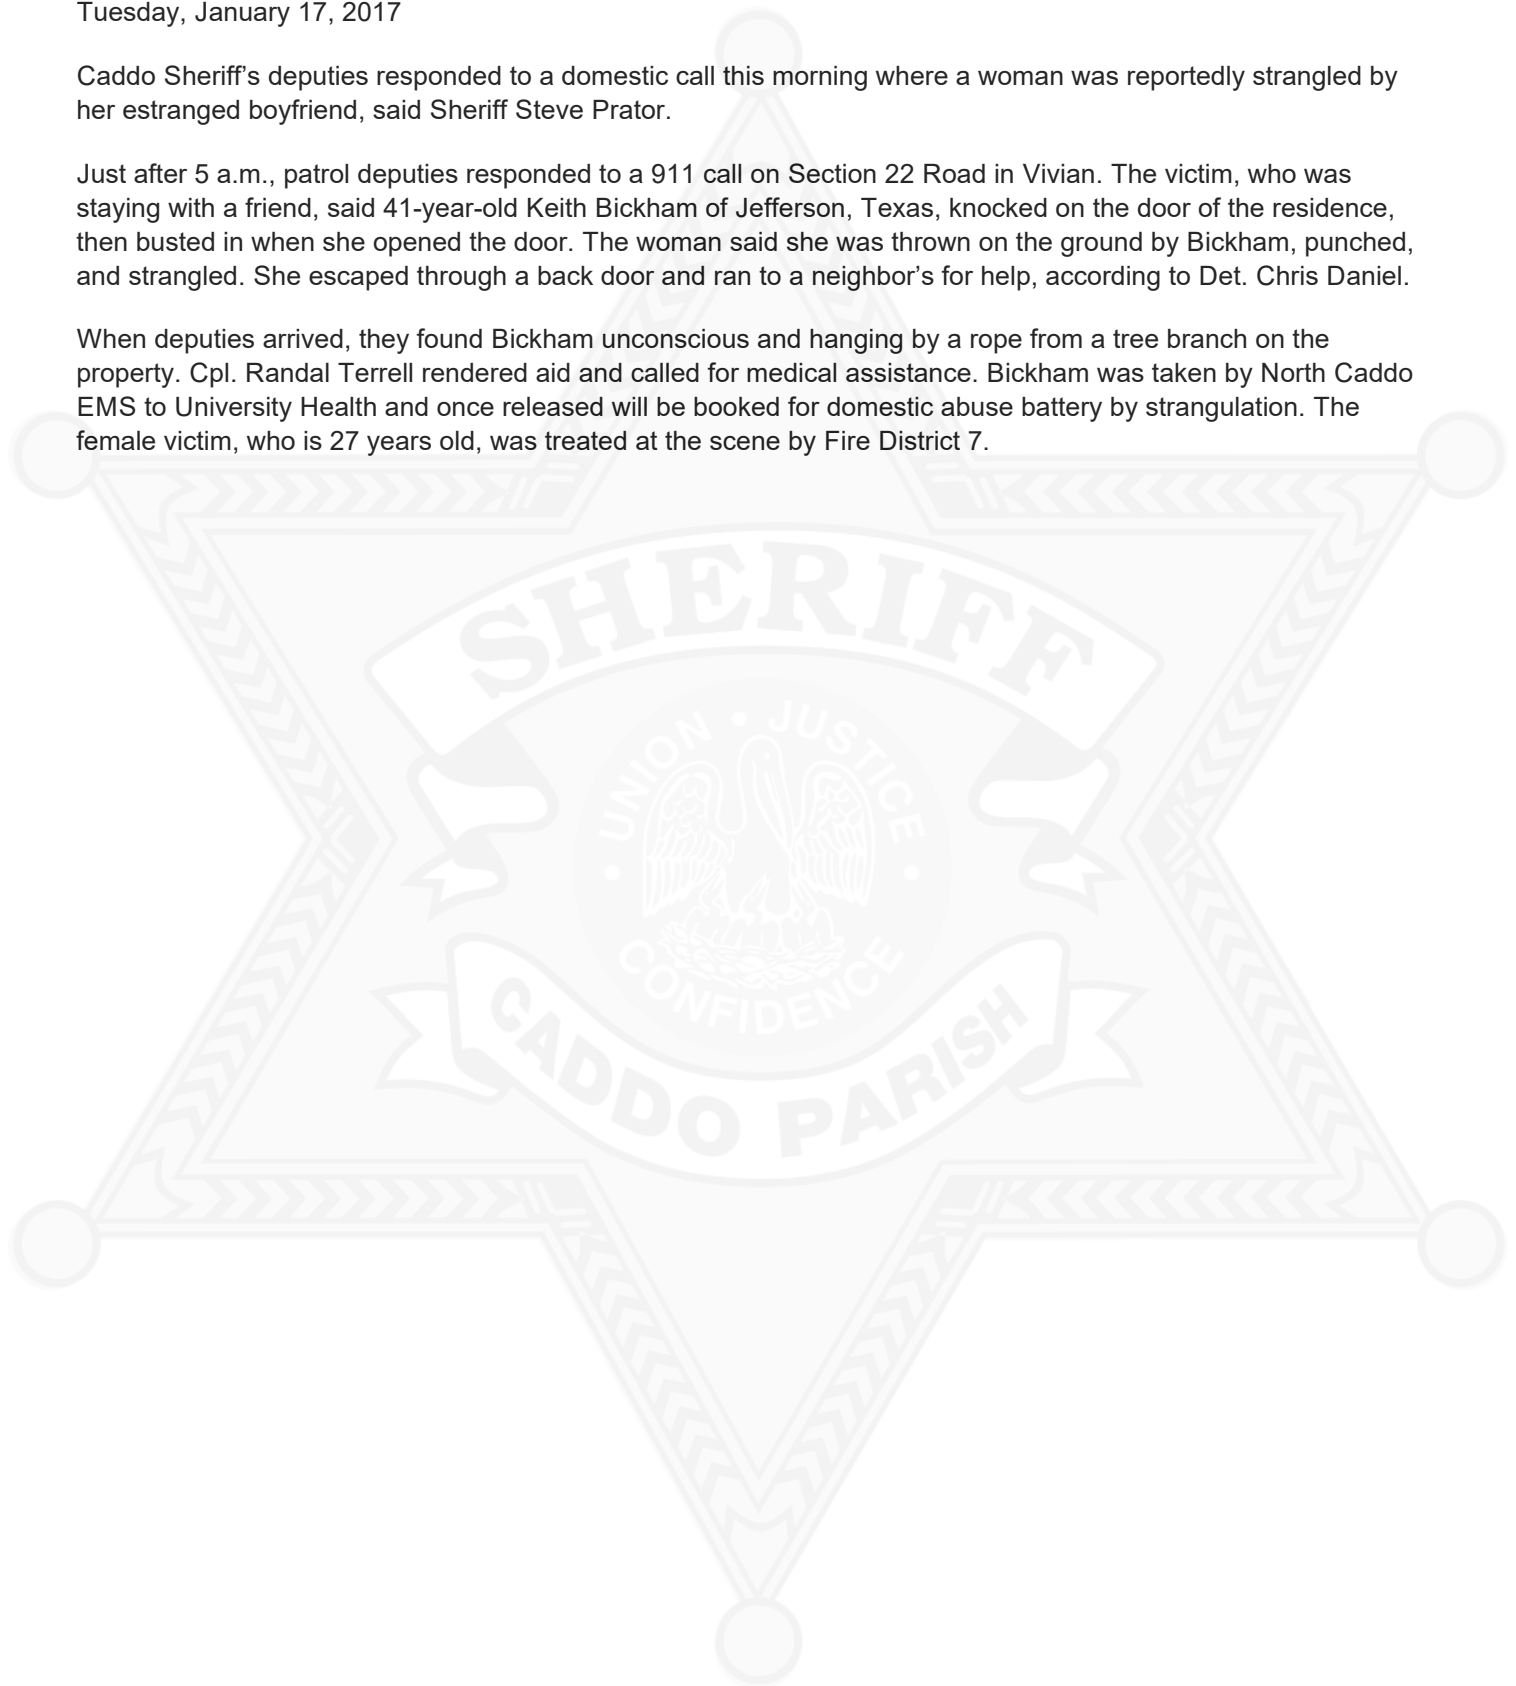 Tuesday, January 17, 2017
Caddo Sheriff’s deputies responded to a domestic call this morning where a woman was reportedly strangled by
her estranged boyfriend, said Sheriff Steve Prator.
Just after 5 a.m., patrol deputies responded to a 911 call on Section 22 Road in Vivian. The victim, who was
staying with a friend, said 41-year-old Keith Bickham of Jefferson, Texas, knocked on the door of the residence,
then busted in when she opened the door. The woman said she was thrown on the ground by Bickham, punched,
and strangled. She escaped through a back door and ran to a neighbor’s for help, according to Det. Chris Daniel.
When deputies arrived, they found Bickham unconscious and hanging by a rope from a tree branch on the
property. Cpl. Randal Terrell rendered aid and called for medical assistance. Bickham was taken by North Caddo
EMS to University Health and once released will be booked for domestic abuse battery by strangulation. The
female victim, who is 27 years old, was treated at the scene by Fire District 7.
SHERIFF
UNION • JUSTICE
• CONFIDENCE •
CADDO PARISH